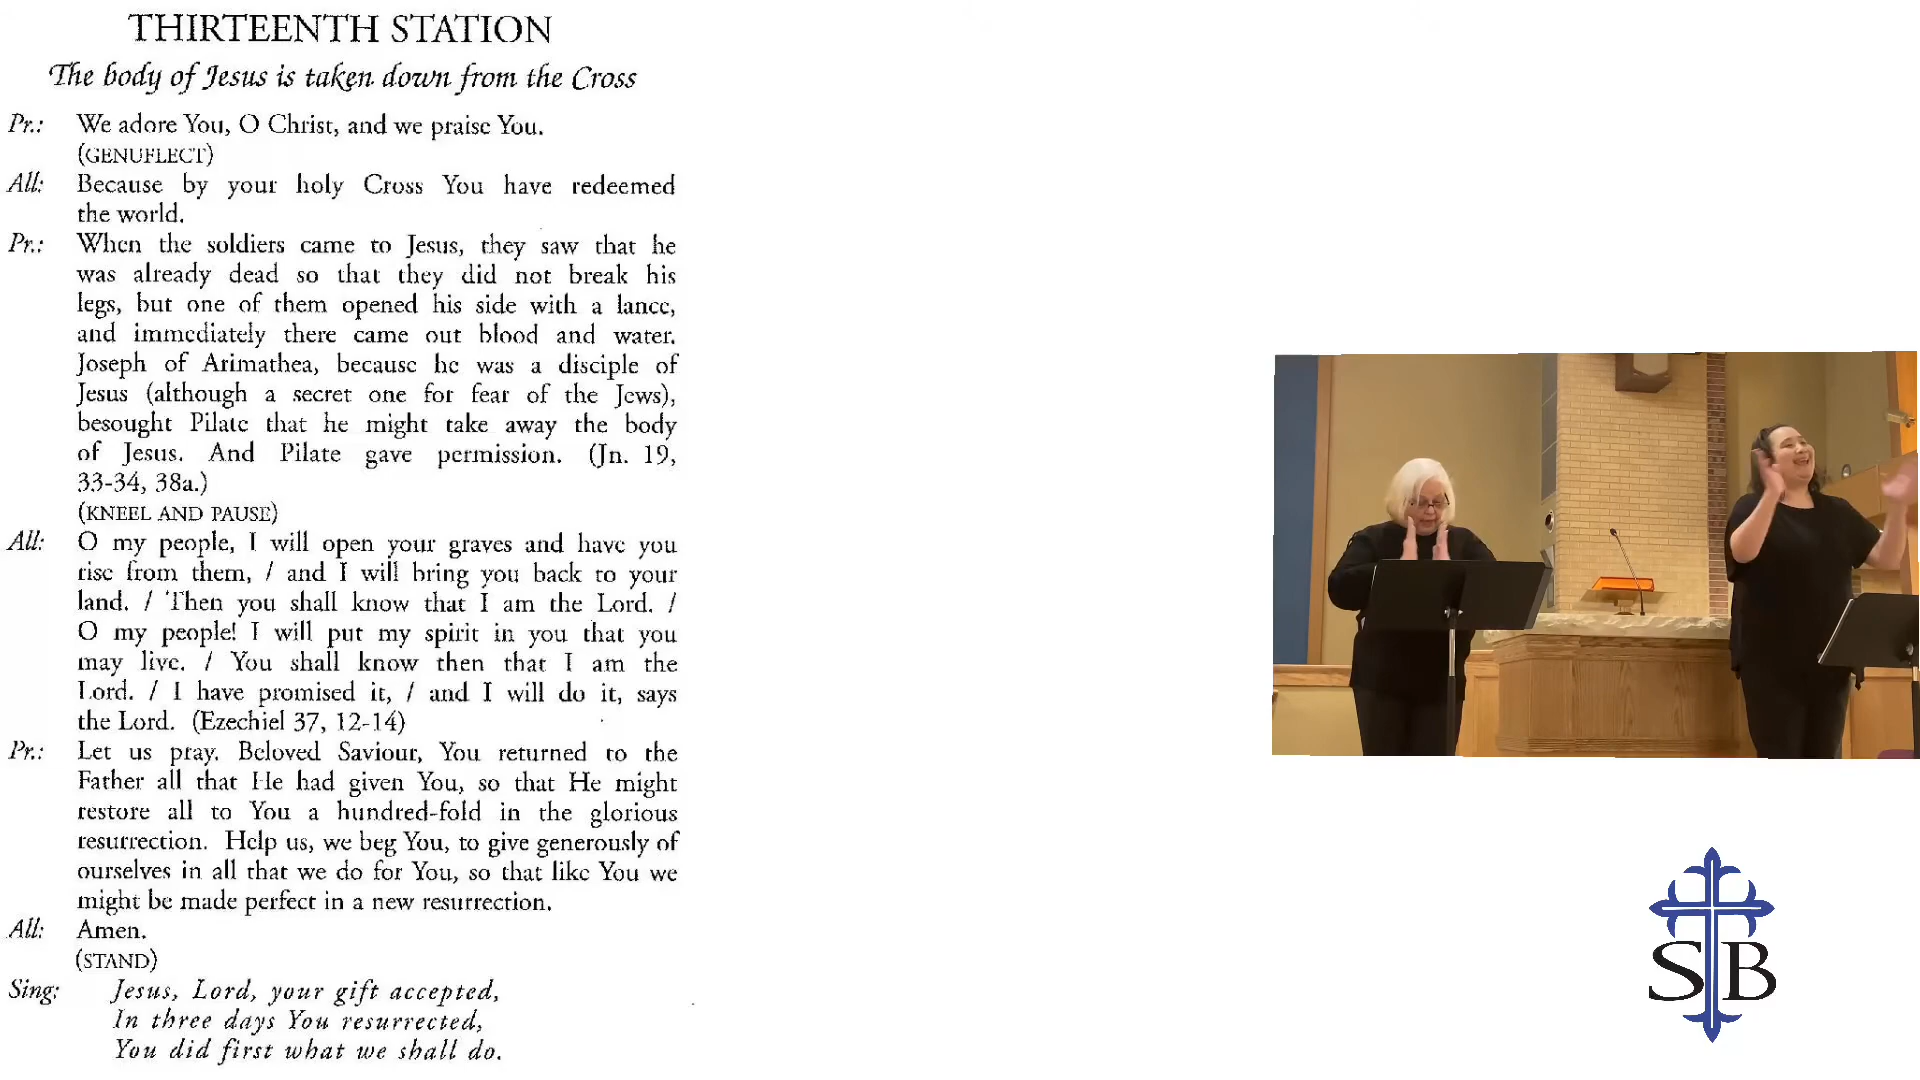 THIRTEENTH STATION
The body of Jesus is taken down from the Cross
Pr.: We adore You, O Christ, and we praise You.
(GENUFLECT)
All: Because by your holy Cross You have redeemed
the world.
Pr.: When the soldiers came to Jesus, they saw that he
was already dead so that they did not break his
legs, but one of them opened his side with a lance,
and immediately there came out blood and water.
Joseph of Arimathea, because he was a disciple of
Jesus (although a secret one for fear of the Jews),
besought Pilate that he might take away the body
of Jesus. And Pilate gave permission. (Jn. 19,
33-34, 38a.)
(KNEEL AND PAUSE)
All: O my people, I will open your graves and have you
rise from them, / and I will bring you back to your
land. / Then you shall know that I am the Lord. /
O my people! I will put my spirit in you that you
may live. / You shall know then that I am the
Lord. / I have promised it, / and I will do it, says
the Lord. (Ezechiel 37, 12-14)
Pr.: Let us pray. Beloved Saviour, You returned to the
Father all that He had given You, so that He might
restore all to You a hundred-fold in the glorious
resurrection. Help us, we beg You, to give generously of
ourselves in all that we do for You, so that like You we
might be made perfect in a new resurrection.
All: Amen.
(STAND)
Sing: Jesus, Lord, your gift accepted,
In three days You resurrected,
You did first what we shall do.
SB